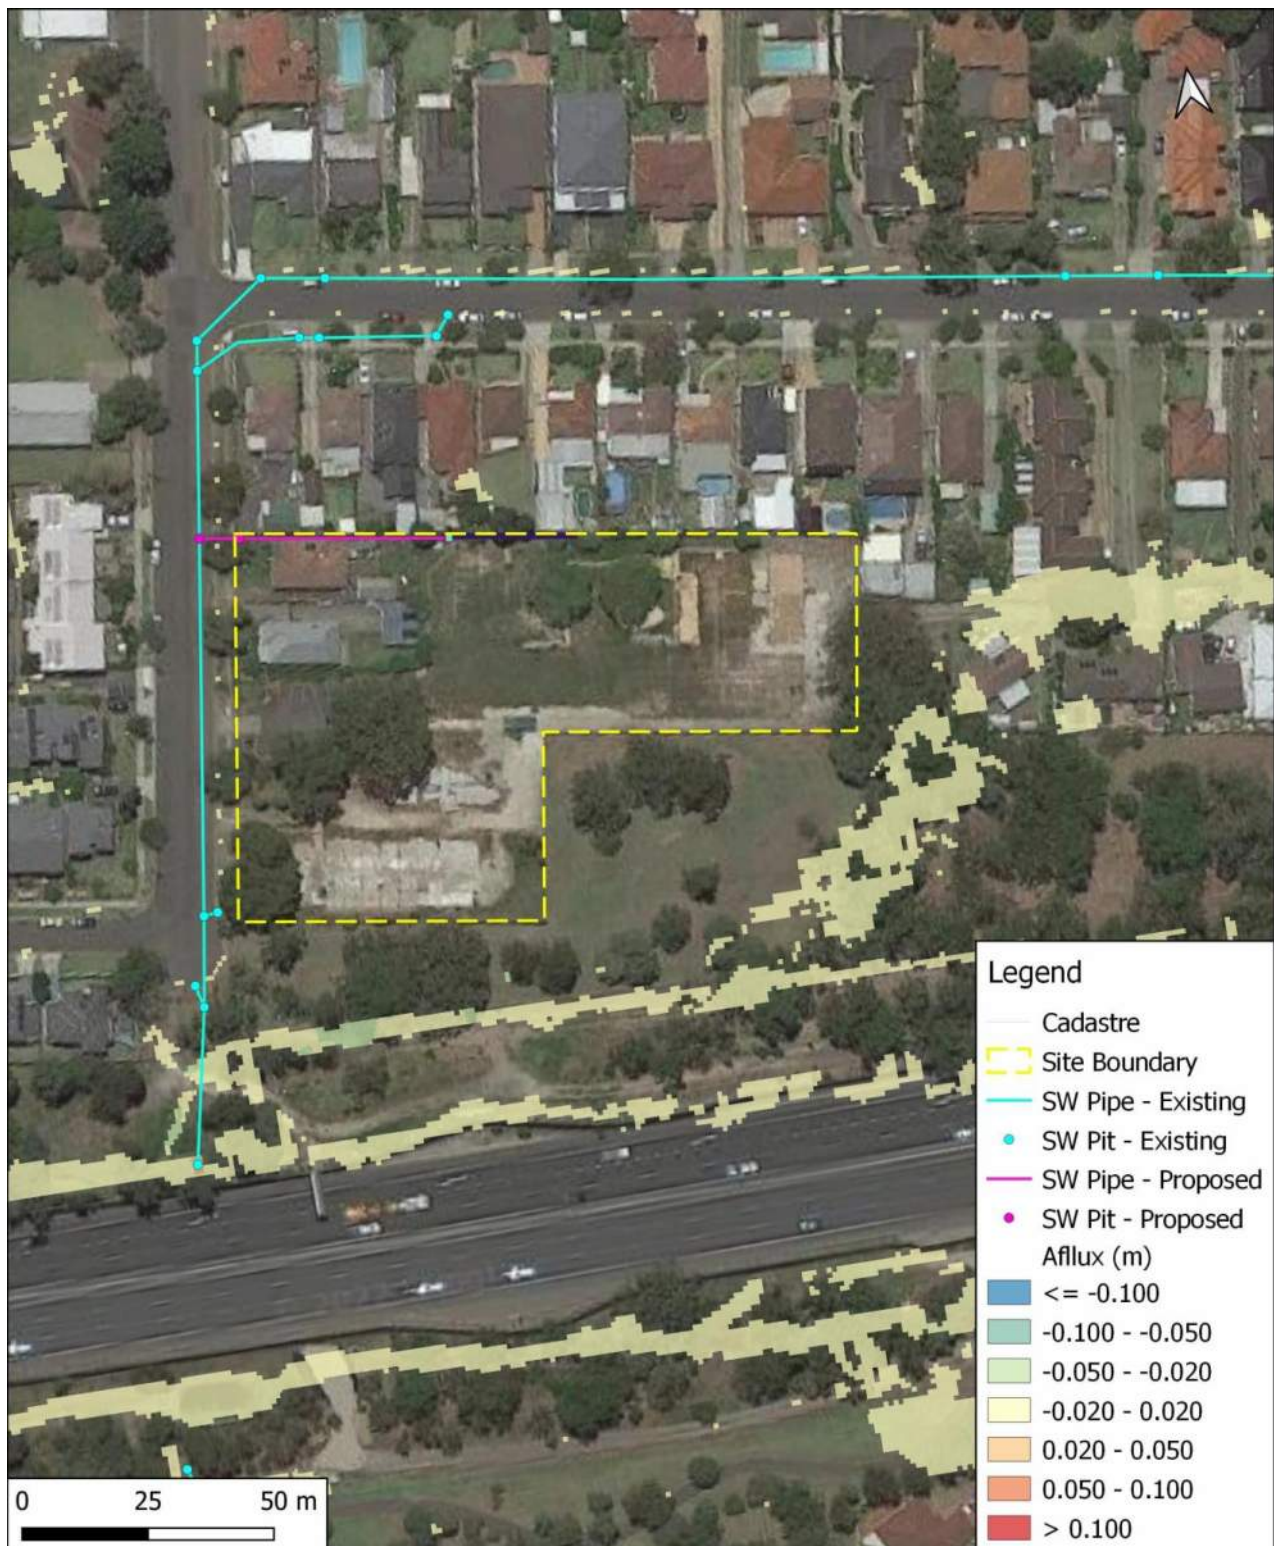 Legend
Cadastre
Site Boundary
SW Pipe - Existing
SW Pit - Existing
SW Pipe - Proposed
SW Pit - Proposed
Afllux (m)
<= -0.100
-0.100 - -0.050
-0.050 - -0.020
-0.020 - 0.020
0.020 - 0.050
0.050 - 0.100
> 0.100
0 25 50 m